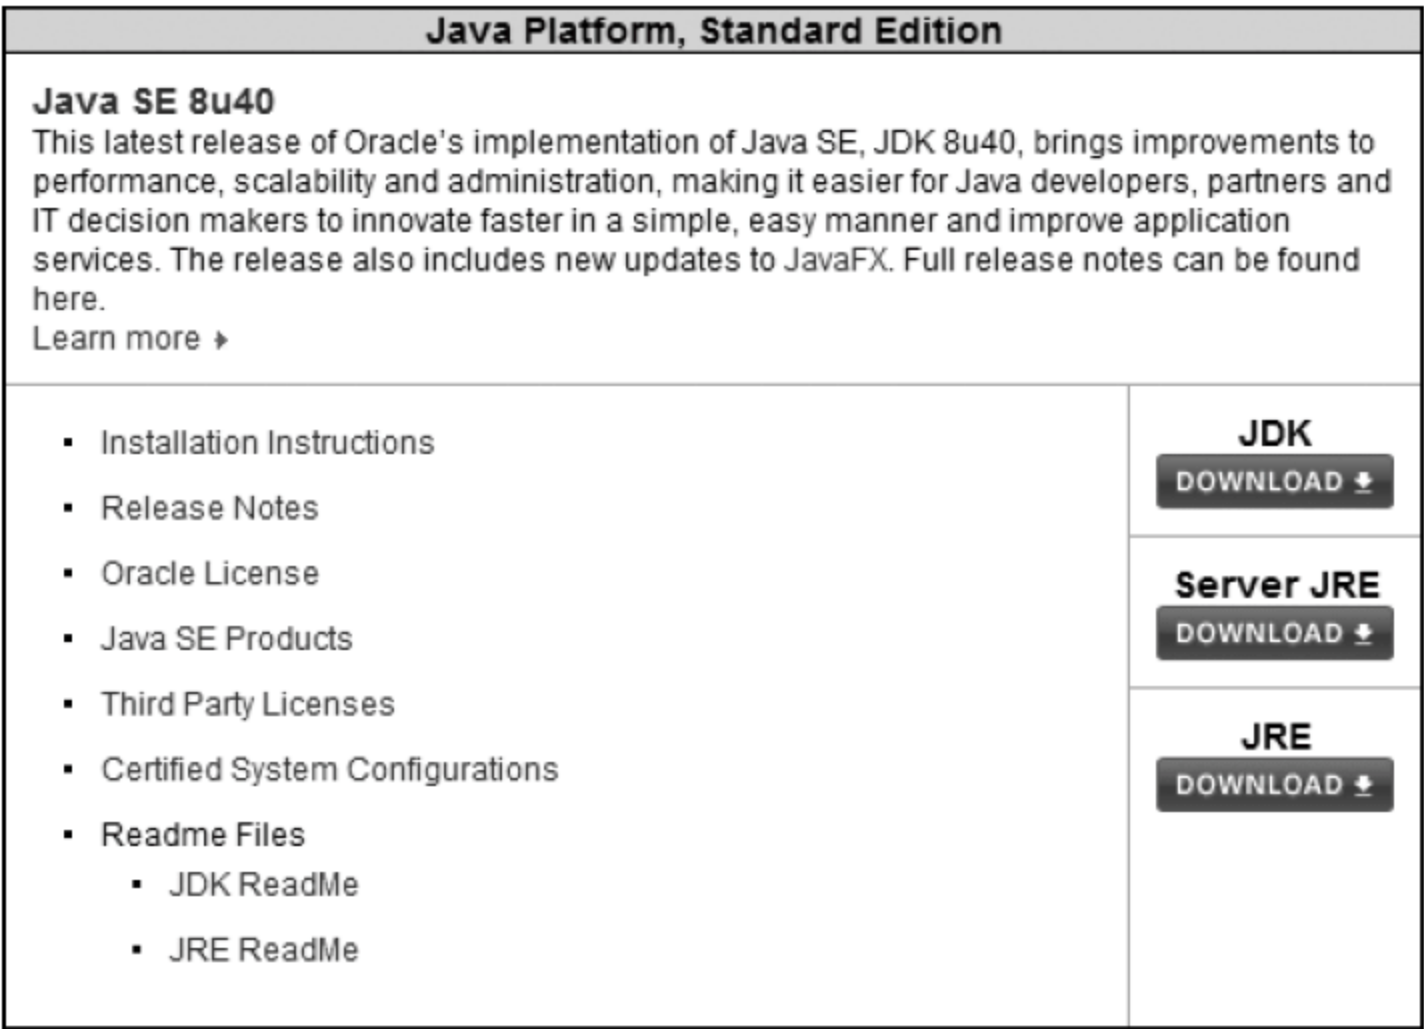 Java Platform, Standard Edition
Java SE 8u40
This latest release of Oracle's implementation of Java SE, JDK 8u40, brings improvements to
performance, scalability and administration, making it easier for Java developers, partners and
IT decision makers to innovate faster in a simple, easy manner and improve application
services. The release also includes new updates to JavaFX. Full release notes can be found
here.
Learn more
Installation Instructions
Release Notes
Oracle License
Java SE Products
Third Party Licenses
Certified System Configurations
Readme Files
JDK ReadMe
JRE ReadMe
JDK
DOWNLOAD
Server JRE
DOWNLOAD
JRE
DOWNLOAD